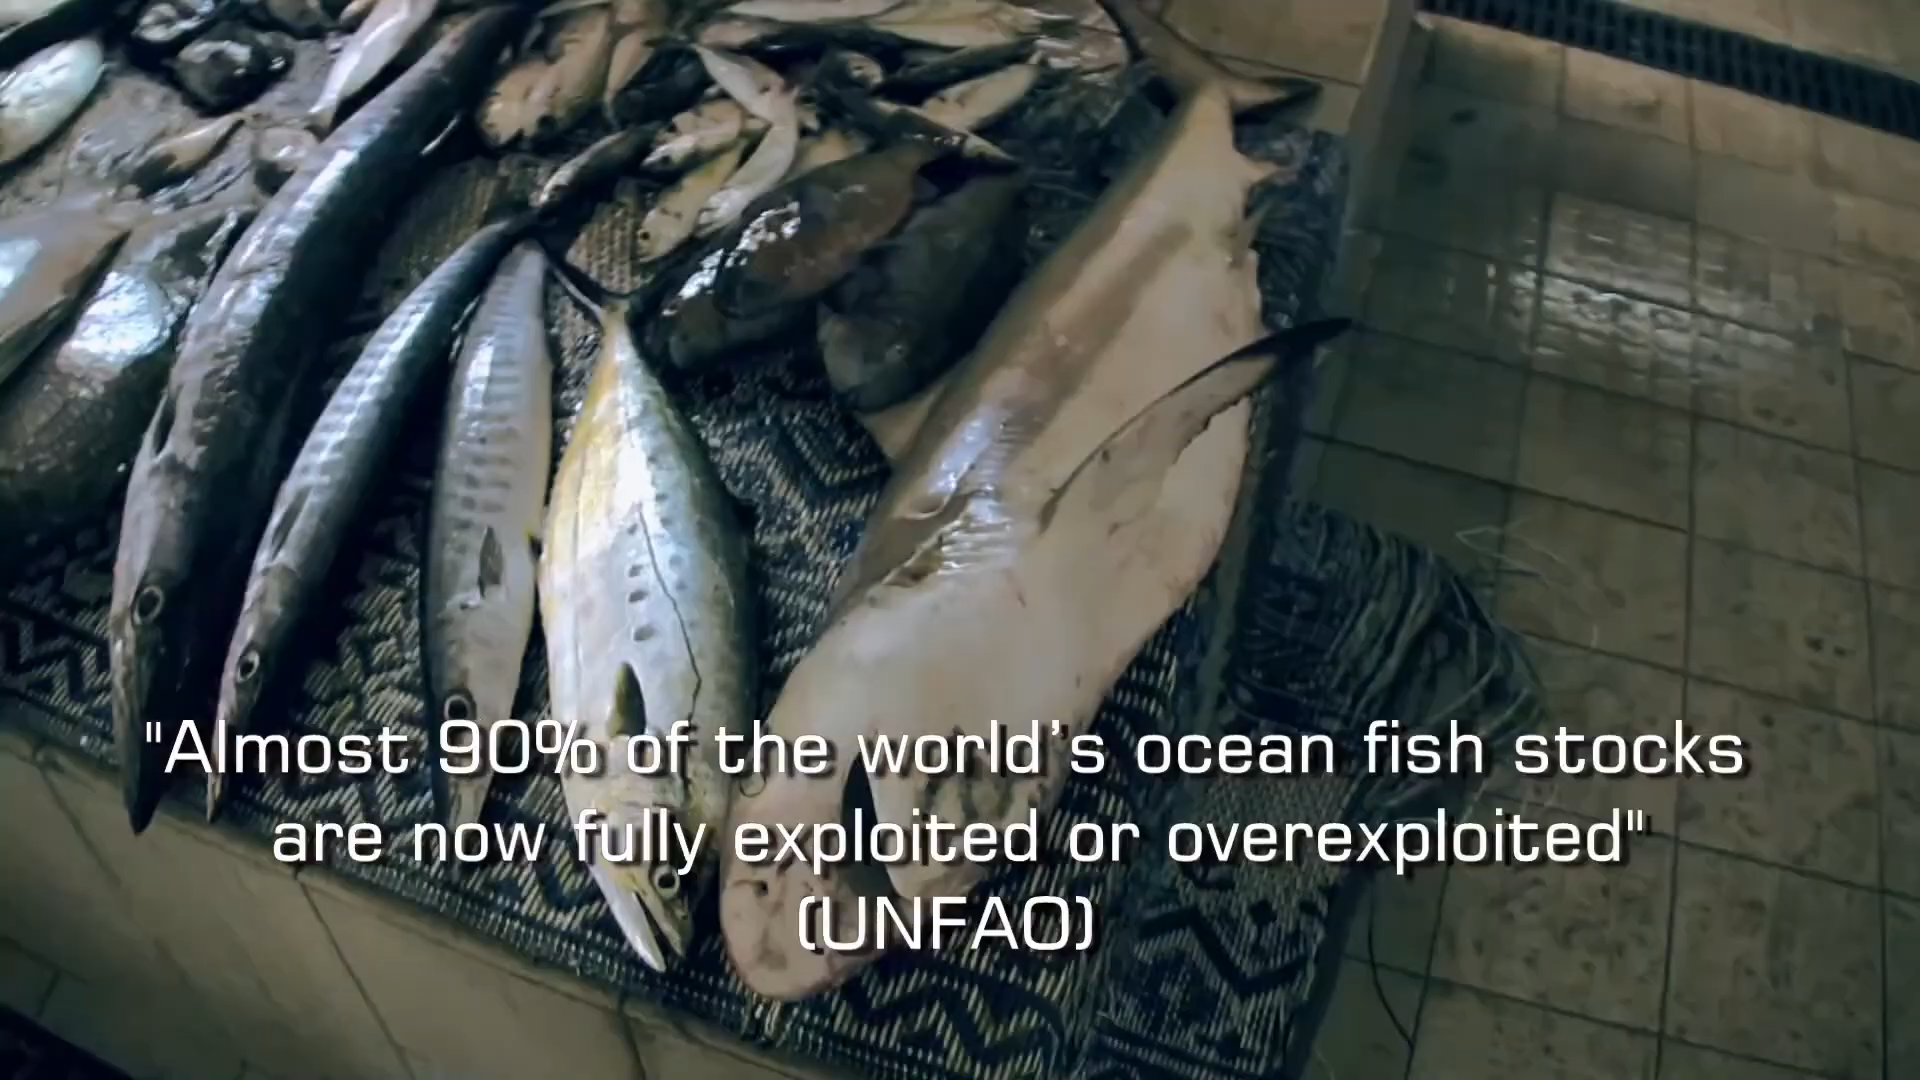 "Almost 90% of the world's ocean fish stocks
are now fully exploited or overexploited"
(UNFAO)